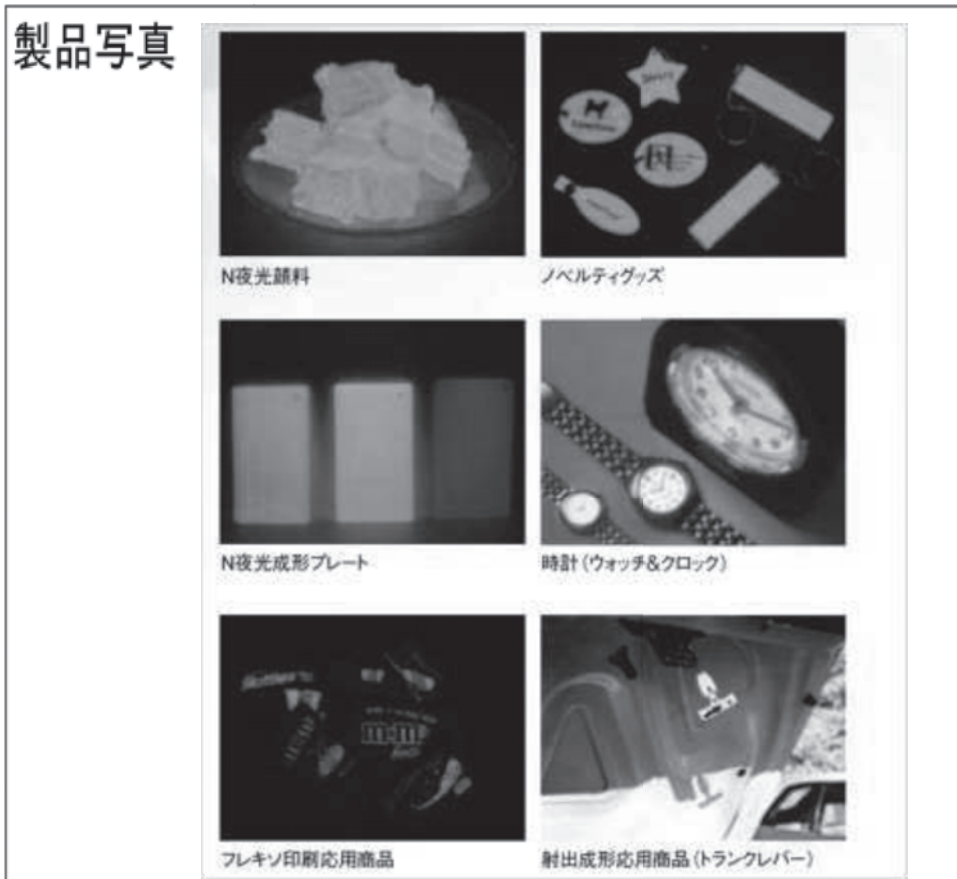 製品写真
N夜光顔料
ノベルティグッズ
N夜光成形プレート
時計（ウォッチ&クロック）
m&m
フレキソ印刷応用商品
射出成形応用商品（トランクレバー）